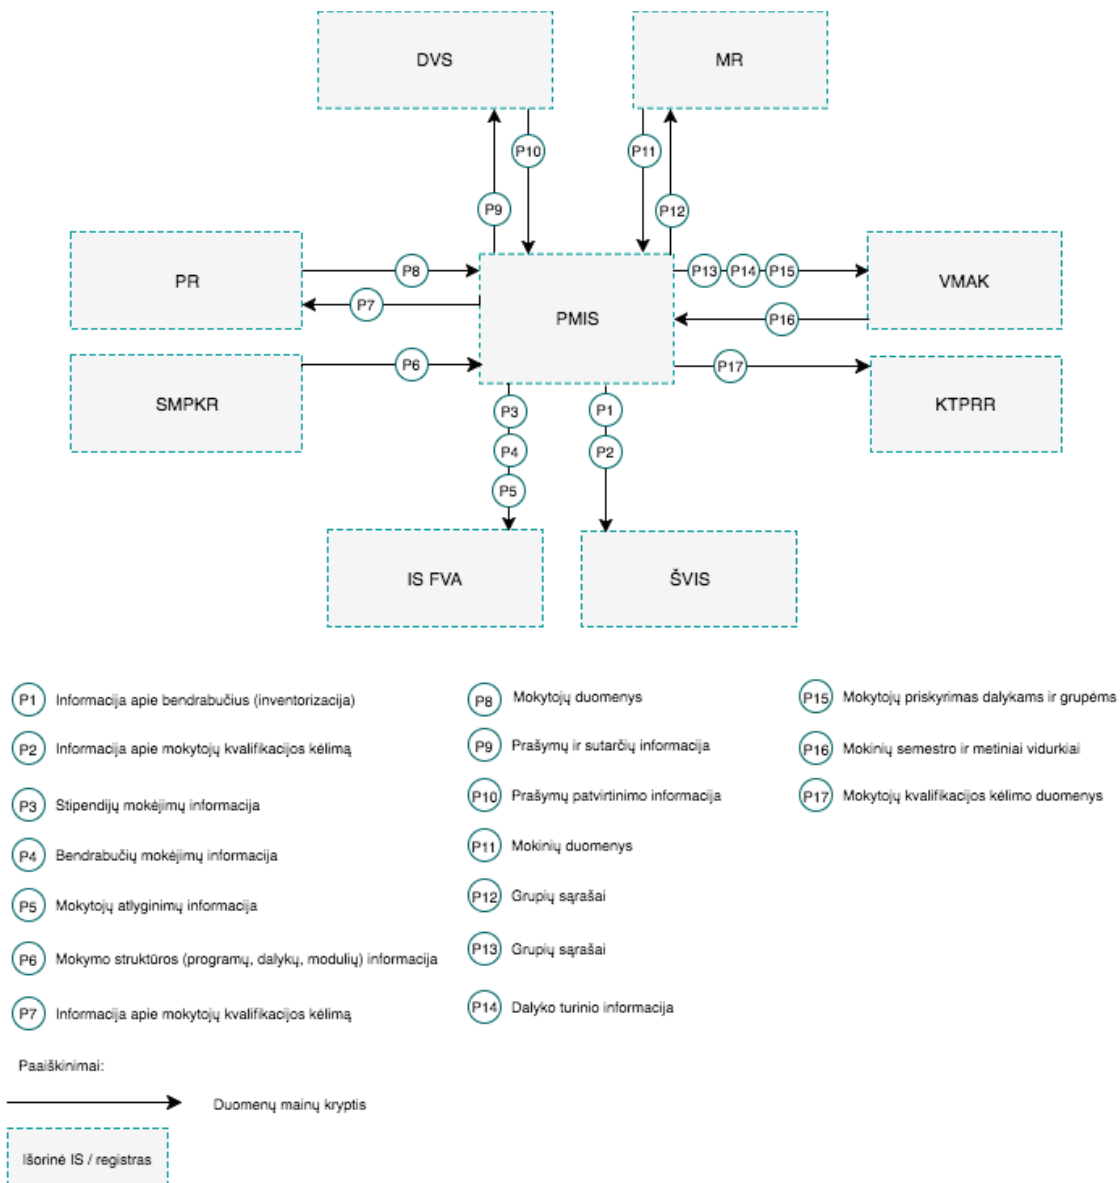 DVS
MR
P10
P11
P9
P12
PR
P8
P7
PMIS
P13
P14
P15
VMAK
P16
SMPKR
P6
P17
KTPRR
P3
P4
P5
P1
P2
IS FVA
ŠVIS
P1 Informacija apie bendrabučius (inventorizacija)
P2 Informacija apie mokytojų kvalifikacijos kėlimą
P3 Stipendijų mokėjimų informacija
P4 Bendrabučių mokėjimų informacija
P5 Mokytojų atlyginimų informacija
P6 Mokymo struktūros (programų, dalykų, modulių) informacija
P7 Informacija apie mokytojų kvalifikacijos kėlimą
P8 Mokytojų duomenys
P9 Prašymų ir sutarčių informacija
P10 Prašymų patvirtinimo informacija
P11 Mokinių duomenys
P12 Grupių sąrašai
P13 Grupių sąrašai
P14 Dalyko turinio informacija
P15 Mokytojų priskyrimas dalykams ir grupėms
P16 Mokinių semestro ir metiniai vidurkiai
P17 Mokytojų kvalifikacijos kėlimo duomenys
Paaiškinimai:
Duomenų mainų kryptis
Išorinė IS / registras